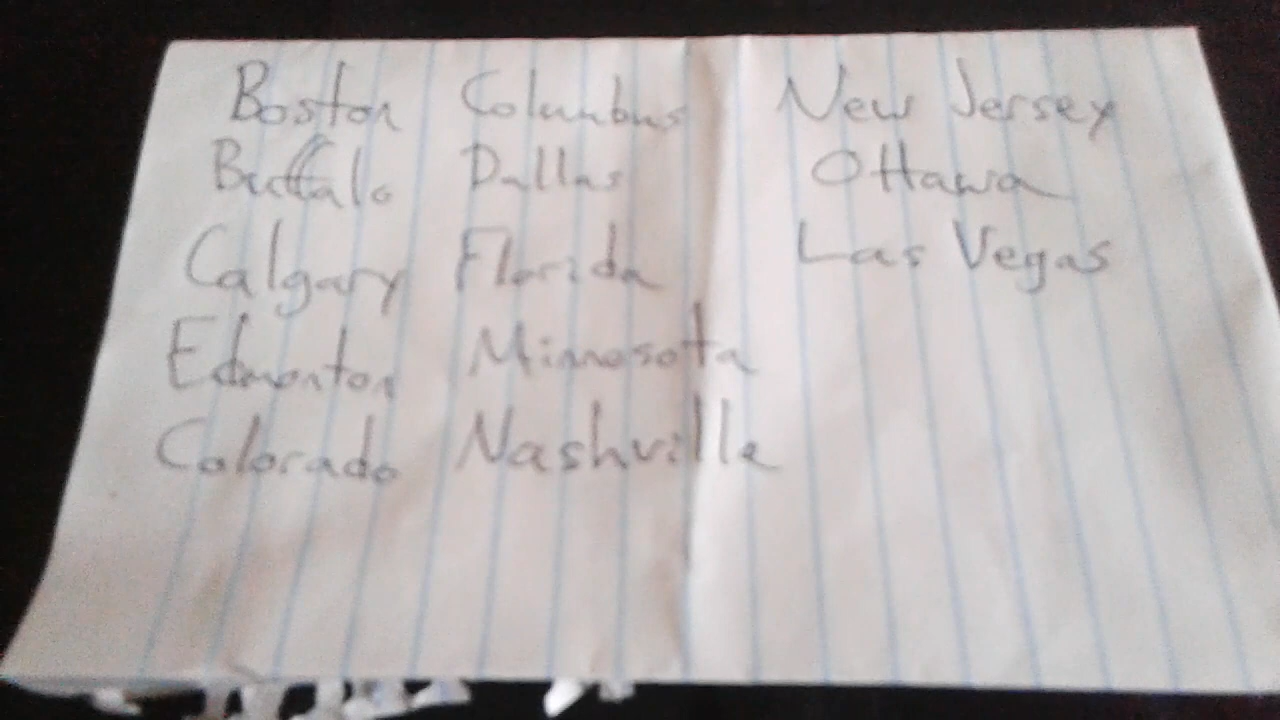 Boston Columbus New Jersey
Buffalo Dallas Ottawa
Calgary Florida Las Vegas
Edmonton Minnesota
Colorado Nashville